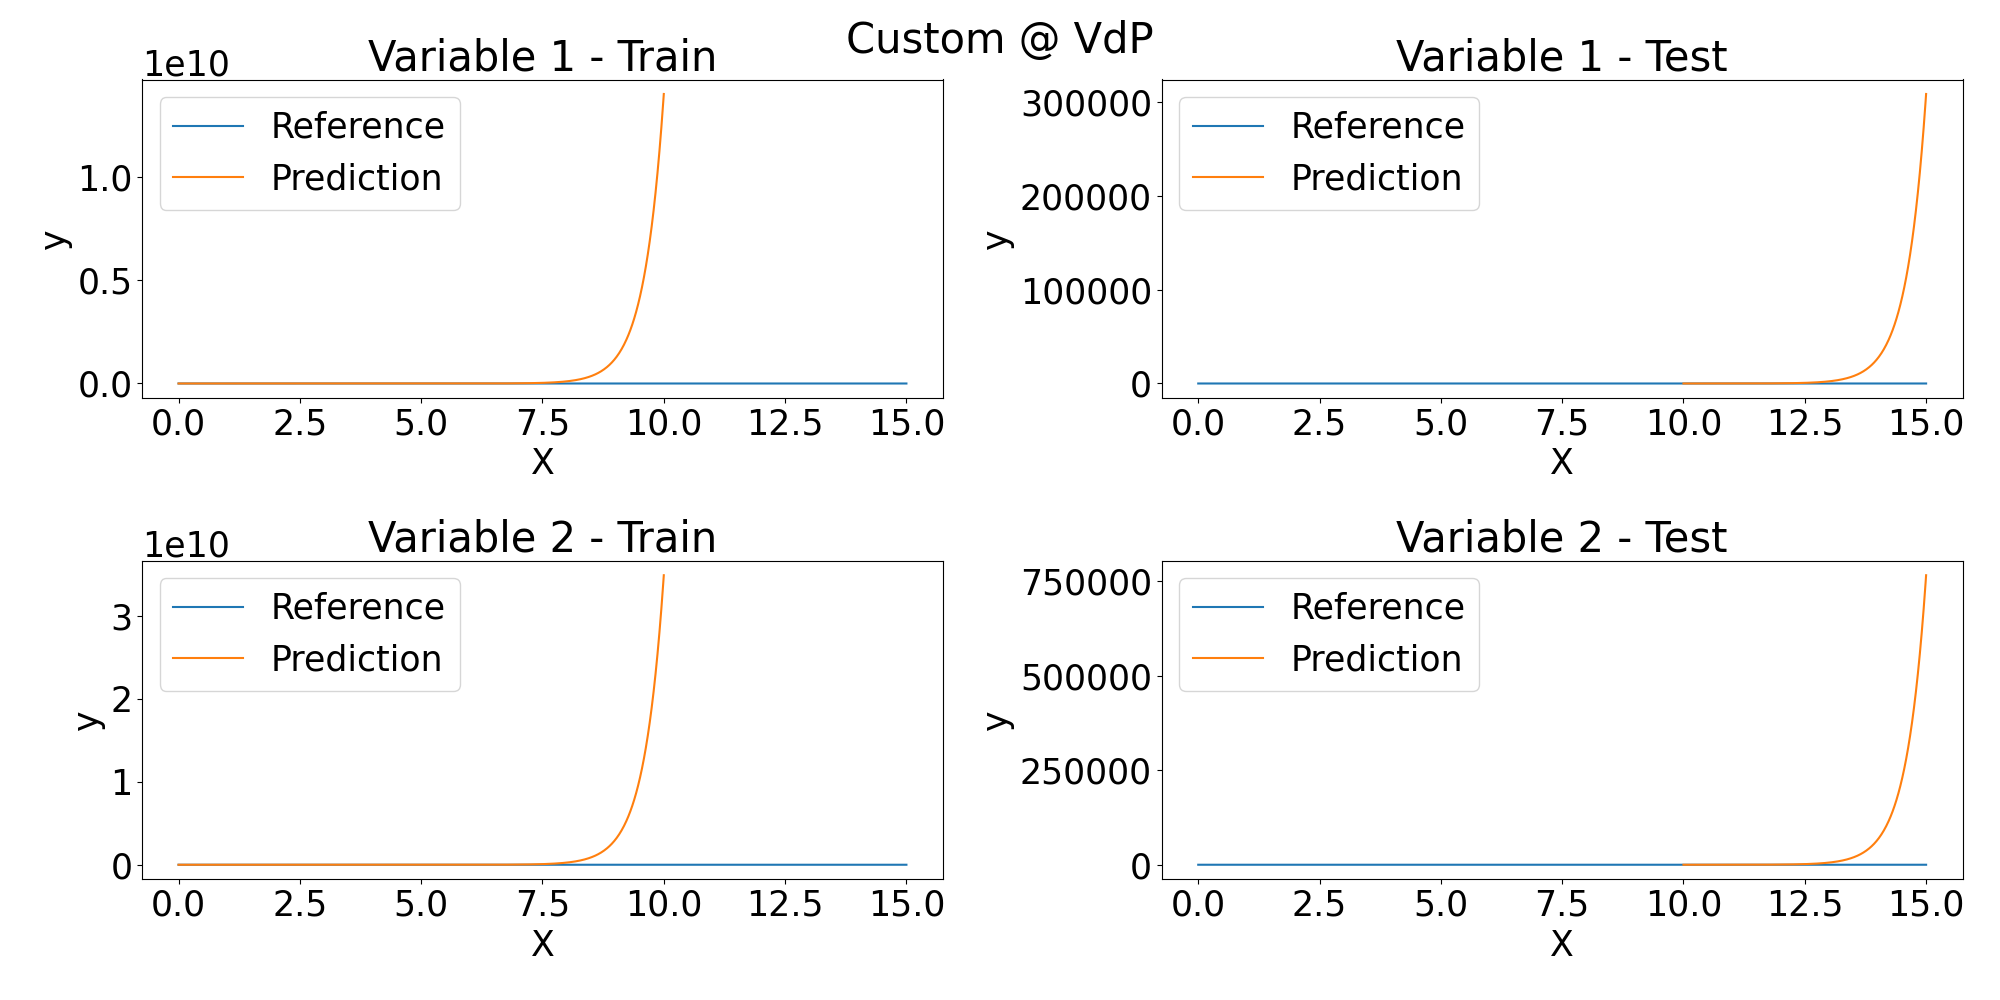 Custom @ VdP
Variable 1 - Train
1e10
Reference
Prediction
1.0
0.5
0.0
y
0.0 2.5 5.0 7.5 10.0 12.5 15.0
X
Variable 1 - Test
Reference
Prediction
300000
200000
100000
0
y
0.0 2.5 5.0 7.5 10.0 12.5 15.0
X
Variable 2 - Train
1e10
Reference
Prediction
3
2
1
0
y
0.0 2.5 5.0 7.5 10.0 12.5 15.0
X
Variable 2 - Test
Reference
Prediction
750000
500000
250000
0
y
0.0 2.5 5.0 7.5 10.0 12.5 15.0
X